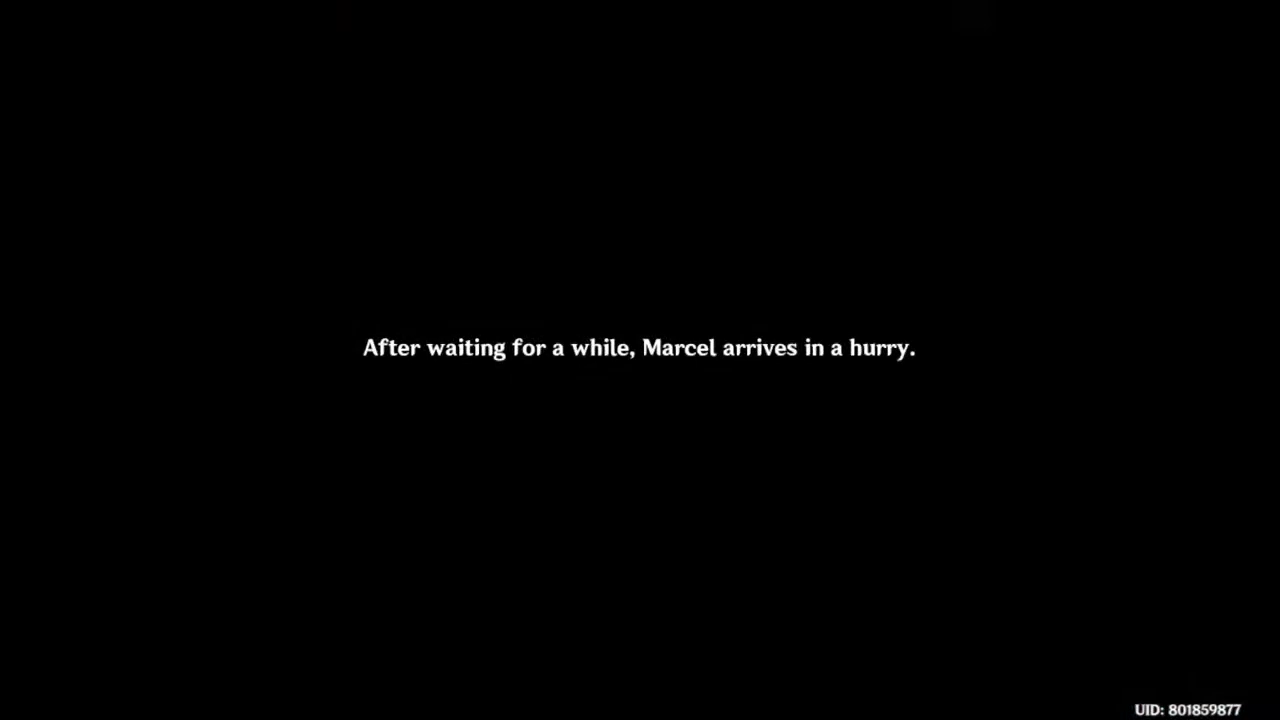 After waiting for a while, Marcel arrives in a hurry.
UID: 801859877